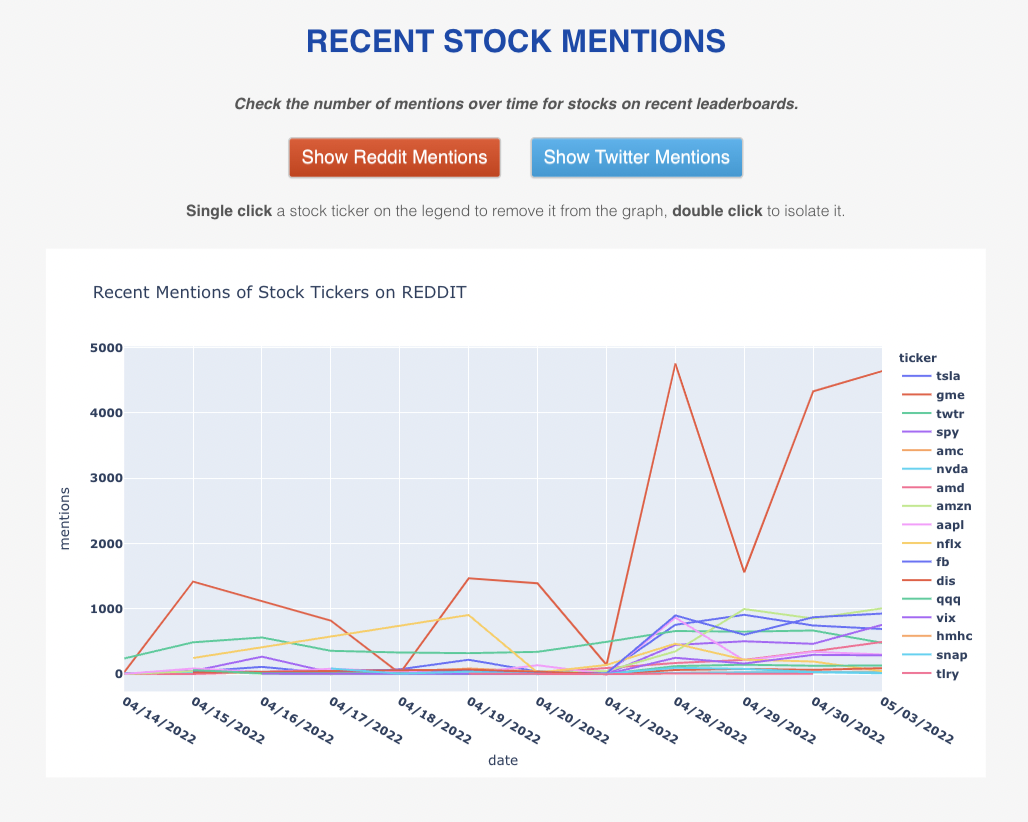 RECENT STOCK MENTIONS
Check the number of mentions over time for stocks on recent leaderboards.
Show Reddit Mentions
Show Twitter Mentions
Single click a stock ticker on the legend to remove it from the graph, double click to isolate it.
Recent Mentions of Stock Tickers on REDDIT
5000
4000
3000
2000
1000
0
mentions
04/14/2022
04/15/2022
04/16/2022
04/17/2022
04/18/2022
04/19/2022
04/20/2022
04/21/2022
04/28/2022
04/29/2022
04/30/2022
05/03/2022
date
ticker
tsla
gme
twtr
spy
amc
nvda
amd
amzn
aapl
nflx
fb
dis
qqq
vix
hmhc
snap
tlry